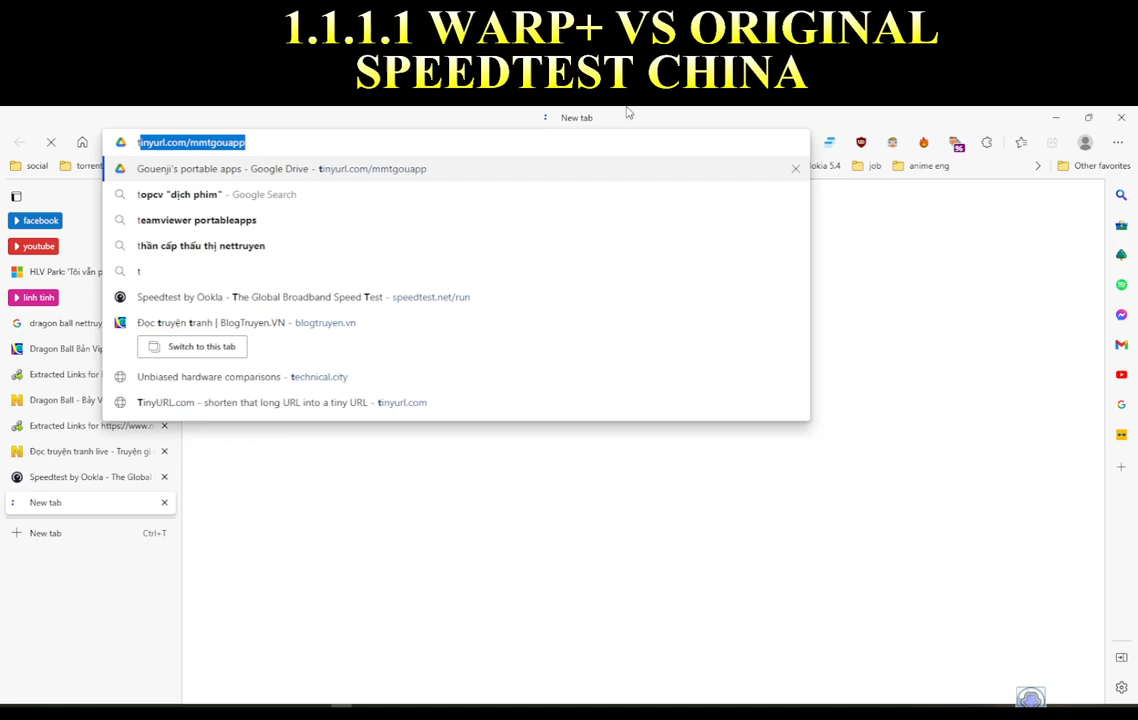 1.1.1.1 WARP+ VS ORIGINAL
SPEEDTEST CHINA
New tab
tinyurl.com/mmtgouapp
okia 5.4
job
anime eng
Other favorites
social
torrent
Gouenji's portable apps - Google Drive - tinyurl.com/mmtgouapp
topcv "dịch phim" - Google Search
facebook
teamviewer portableapps
youtube
thần cấp thấu thị nettruyen
HLV Park: 'Tôi vẫn p
t
linh tinh
Speedtest by Ookla - The Global Broadband Speed Test - speedtest.net/run
dragon ball nettruy
Đọc truyện tranh | BlogTruyen.VN - blogtruyen.vn
Dragon Ball Bản Vip
Switch to this tab
Extracted Links for
Unbiased hardware comparisons - technical.city
Dragon Ball - Bảy V
TinyURL.com - shorten that long URL into a tiny URL - tinyurl.com
Extracted Links for https://www.n
Đọc truyện tranh live - Truyện gì
Speedtest by Ookla - The Global
New tab
New tab
Ctrl+T
96